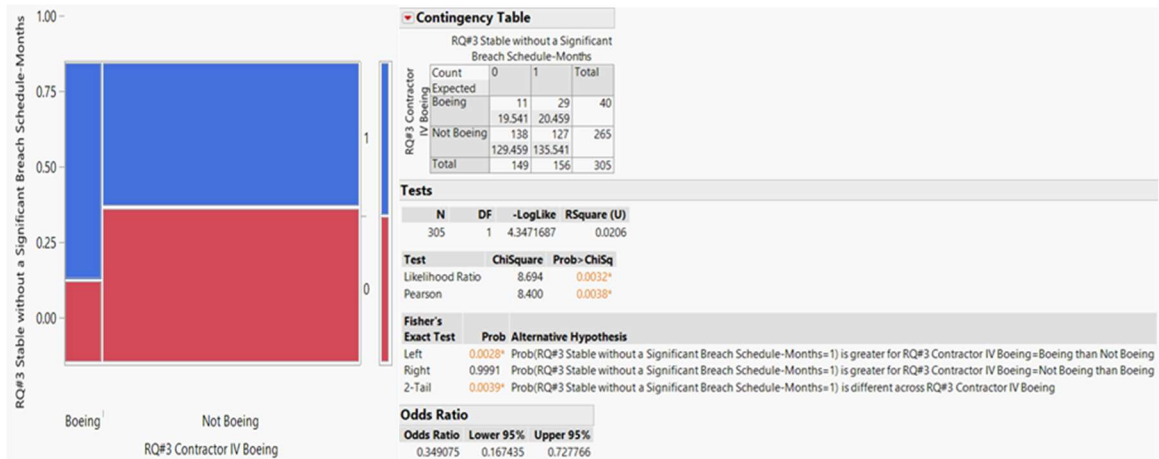 RQ#3 Stable without a Significant Breach Schedule-Months
1.00
0.75
0.50
0.25
0.00
1
0
Boeing
Not Boeing
RQ#3 Contractor IV Boeing
Contingency Table
RQ#3 Stable without a Significant
Breach Schedule-Months
RQ#3 Contractor
IV Boeing
Count 0 1 Total
Expected
Boeing 11 29 40
19.541 20.459
Not Boeing 138 127 265
129.459 135.541
Total 149 156 305
Tests
N DF -LogLike RSquare (U)
305 1 4.3471687 0.0206
Test ChiSquare Prob>ChiSq
Likelihood Ratio 8.694 0.0032*
Pearson 8.400 0.0038*
Fisher's
Exact Test Prob Alternative Hypothesis
Left 0.0028* Prob(RQ#3 Stable without a Significant Breach Schedule-Months=1) is greater for RQ#3 Contractor IV Boeing=Boeing than Not Boeing
Right 0.9991 Prob(RQ#3 Stable without a Significant Breach Schedule-Months=1) is greater for RQ#3 Contractor IV Boeing=Not Boeing than Boeing
2-Tail 0.0039* Prob(RQ#3 Stable without a Significant Breach Schedule-Months=1) is different across RQ#3 Contractor IV Boeing
Odds Ratio
Odds Ratio Lower 95% Upper 95%
0.349075 0.167435 0.727766